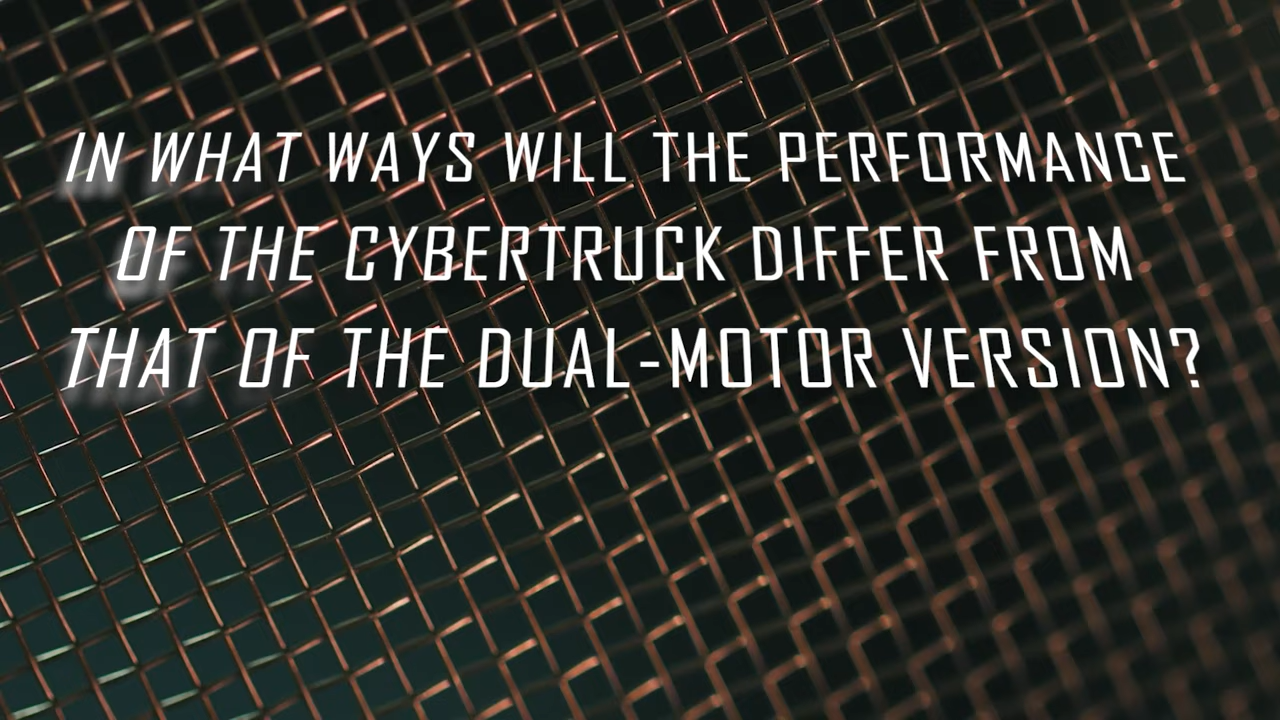 IN WHAT WAYS WILL THE PERFORMANCE
OF THE CYBERTRUCK DIFFER FROM
THAT OF THE DUAL-MOTOR VERSION?